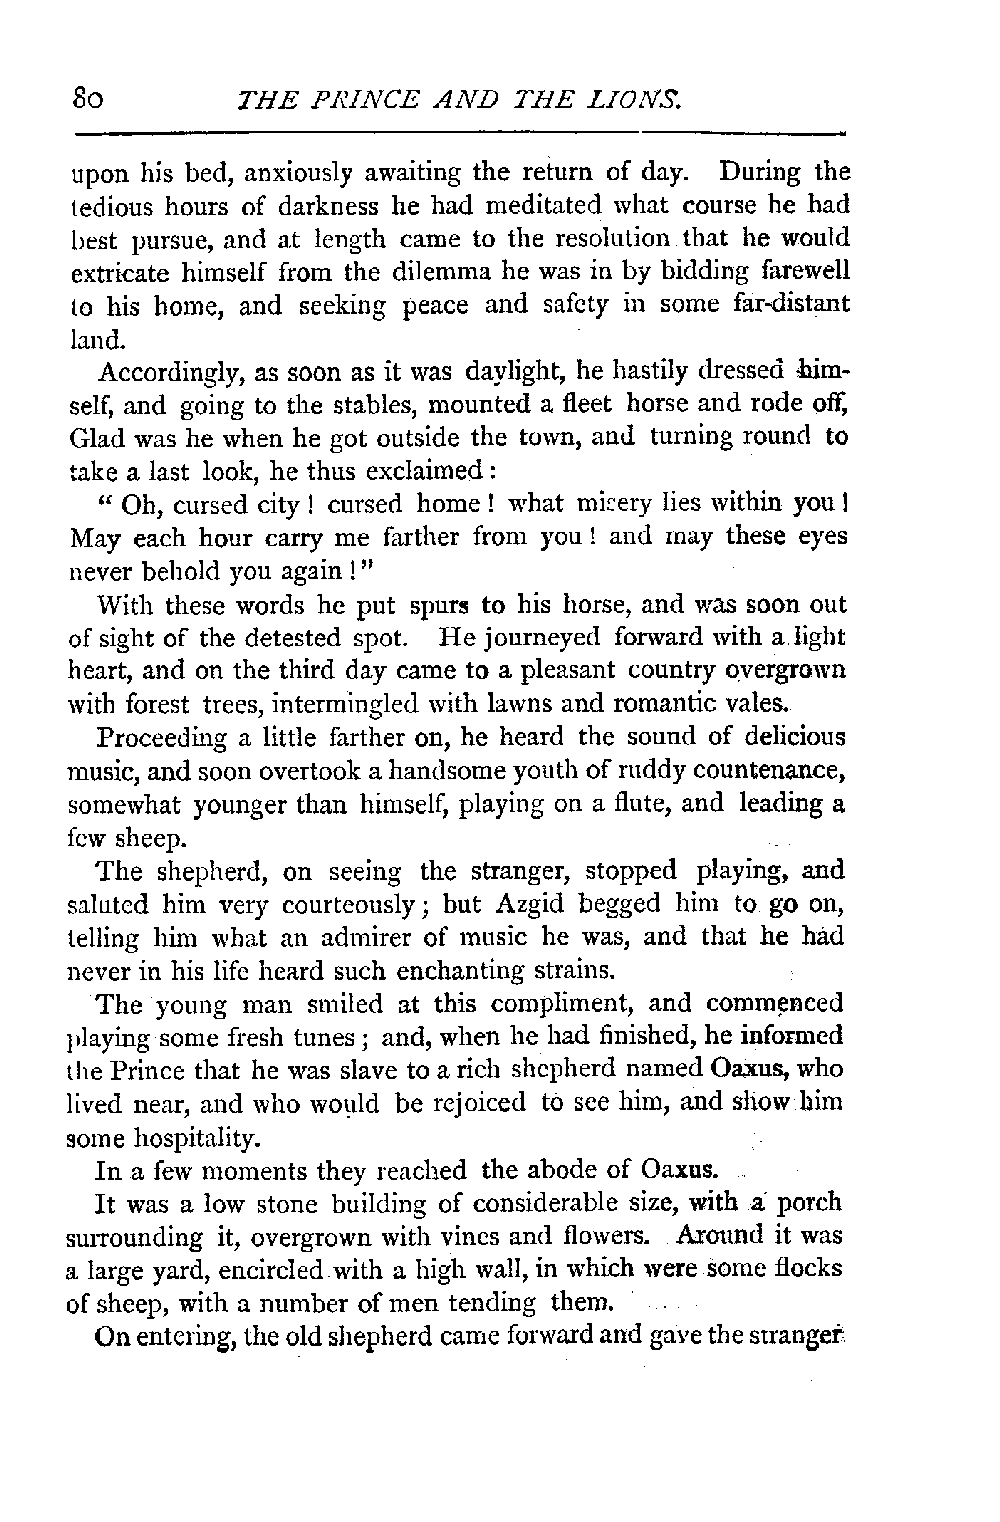 80 THE PRINCE AND THE LIONS.
upon his bed, anxiously awaiting the return of day. During the
tedious hours of darkness he had meditated what course he had
best pursue, and at length came to the resolution that he would
extricate himself from the dilemma he was in by bidding farewell
to his home, and seeking peace and safety in some far-distant
land.
Accordingly, as soon as it was daylight, he hastily dressed him-
self, and going to the stables, mounted a fleet horse and rode off,
Glad was he when he got outside the town, and turning round to
take a last look, he thus exclaimed:
" Oh, cursed city! cursed home! what misery lies within you!
May each hour carry me farther from you! and may these eyes
never behold you again!"
With these words he put spurs to his horse, and was soon out
of sight of the detested spot. He journeyed forward with a light
heart, and on the third day came to a pleasant country overgrown
with forest trees, intermingled with lawns and romantic vales.
Proceeding a little farther on, he heard the sound of delicious
music, and soon overtook a handsome youth of ruddy countenance,
somewhat younger than himself, playing on a flute, and leading a
few sheep.
The shepherd, on seeing the stranger, stopped playing, and
saluted him very courteously; but Azgid begged him to go on,
telling him what an admirer of music he was, and that he had
never in his life heard such enchanting strains.
The young man smiled at this compliment, and commenced
playing some fresh tunes; and, when he had finished, he informed
the Prince that he was slave to a rich shepherd named Oaxus, who
lived near, and who would be rejoiced to see him, and show him
some hospitality.
In a few moments they reached the abode of Oaxus.
It was a low stone building of considerable size, with a porch
surrounding it, overgrown with vines and flowers. Around it was
a large yard, encircled with a high wall, in which were some flocks
of sheep, with a number of men tending them.
On entering, the old shepherd came forward and gave the stranger